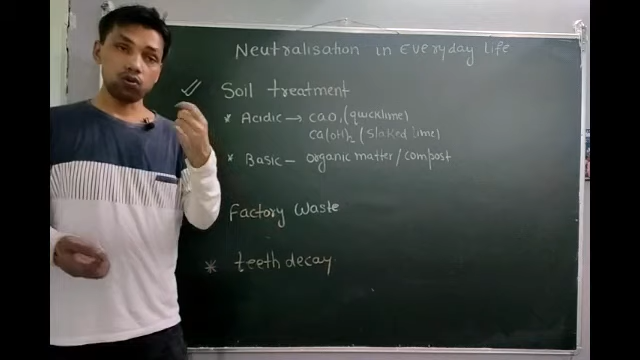 Neutralisation in everyday life
Soil treatment
* Acidic → CaO, (quicklime)
Ca(OH)2 (Slaked lime)
* Basic - organic matter/compost
Factory Waste
* teeth decay